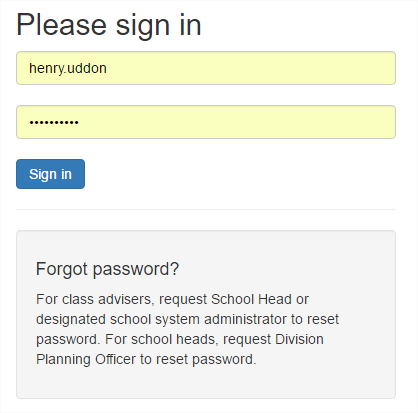 Please sign in
henry.uddon
••••••••••
Sign in
Forgot password?
For class advisers, request School Head or
designated school system administrator to reset
password. For school heads, request Division
Planning Officer to reset password.